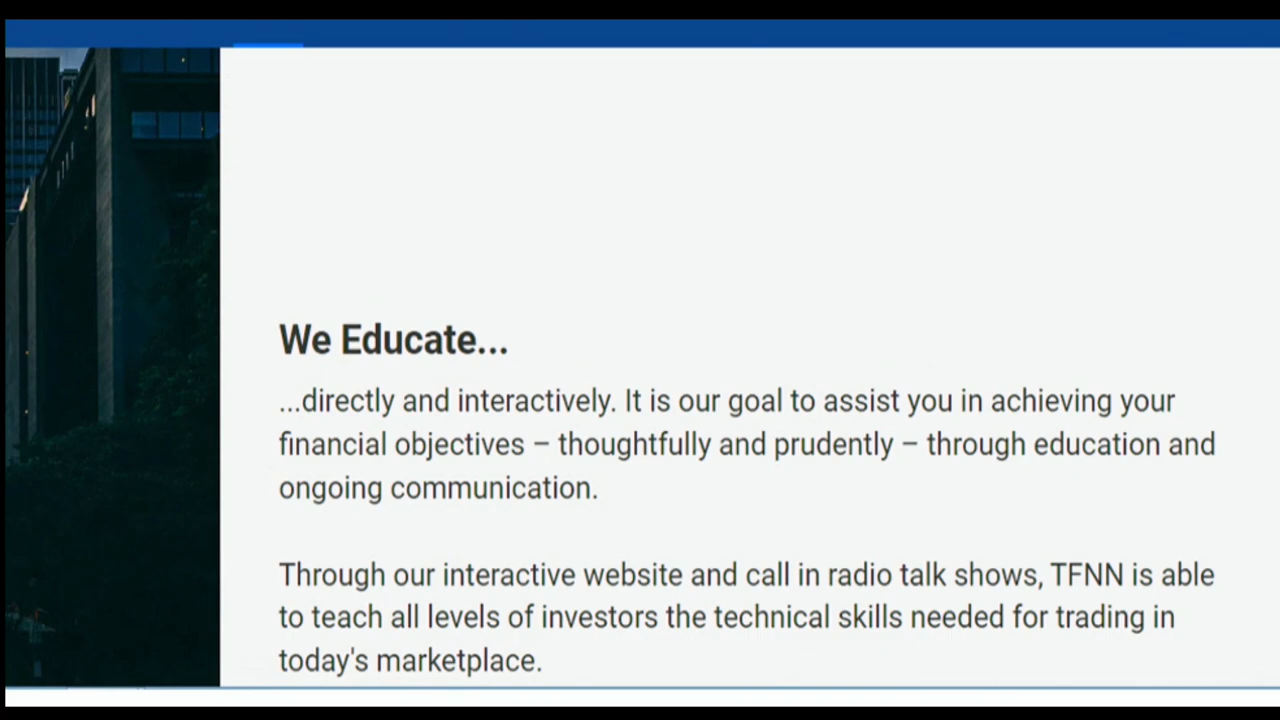 We Educate...
...directly and interactively. It is our goal to assist you in achieving your
financial objectives – thoughtfully and prudently – through education and
ongoing communication.
Through our interactive website and call in radio talk shows, TFNN is able
to teach all levels of investors the technical skills needed for trading in
today's marketplace.